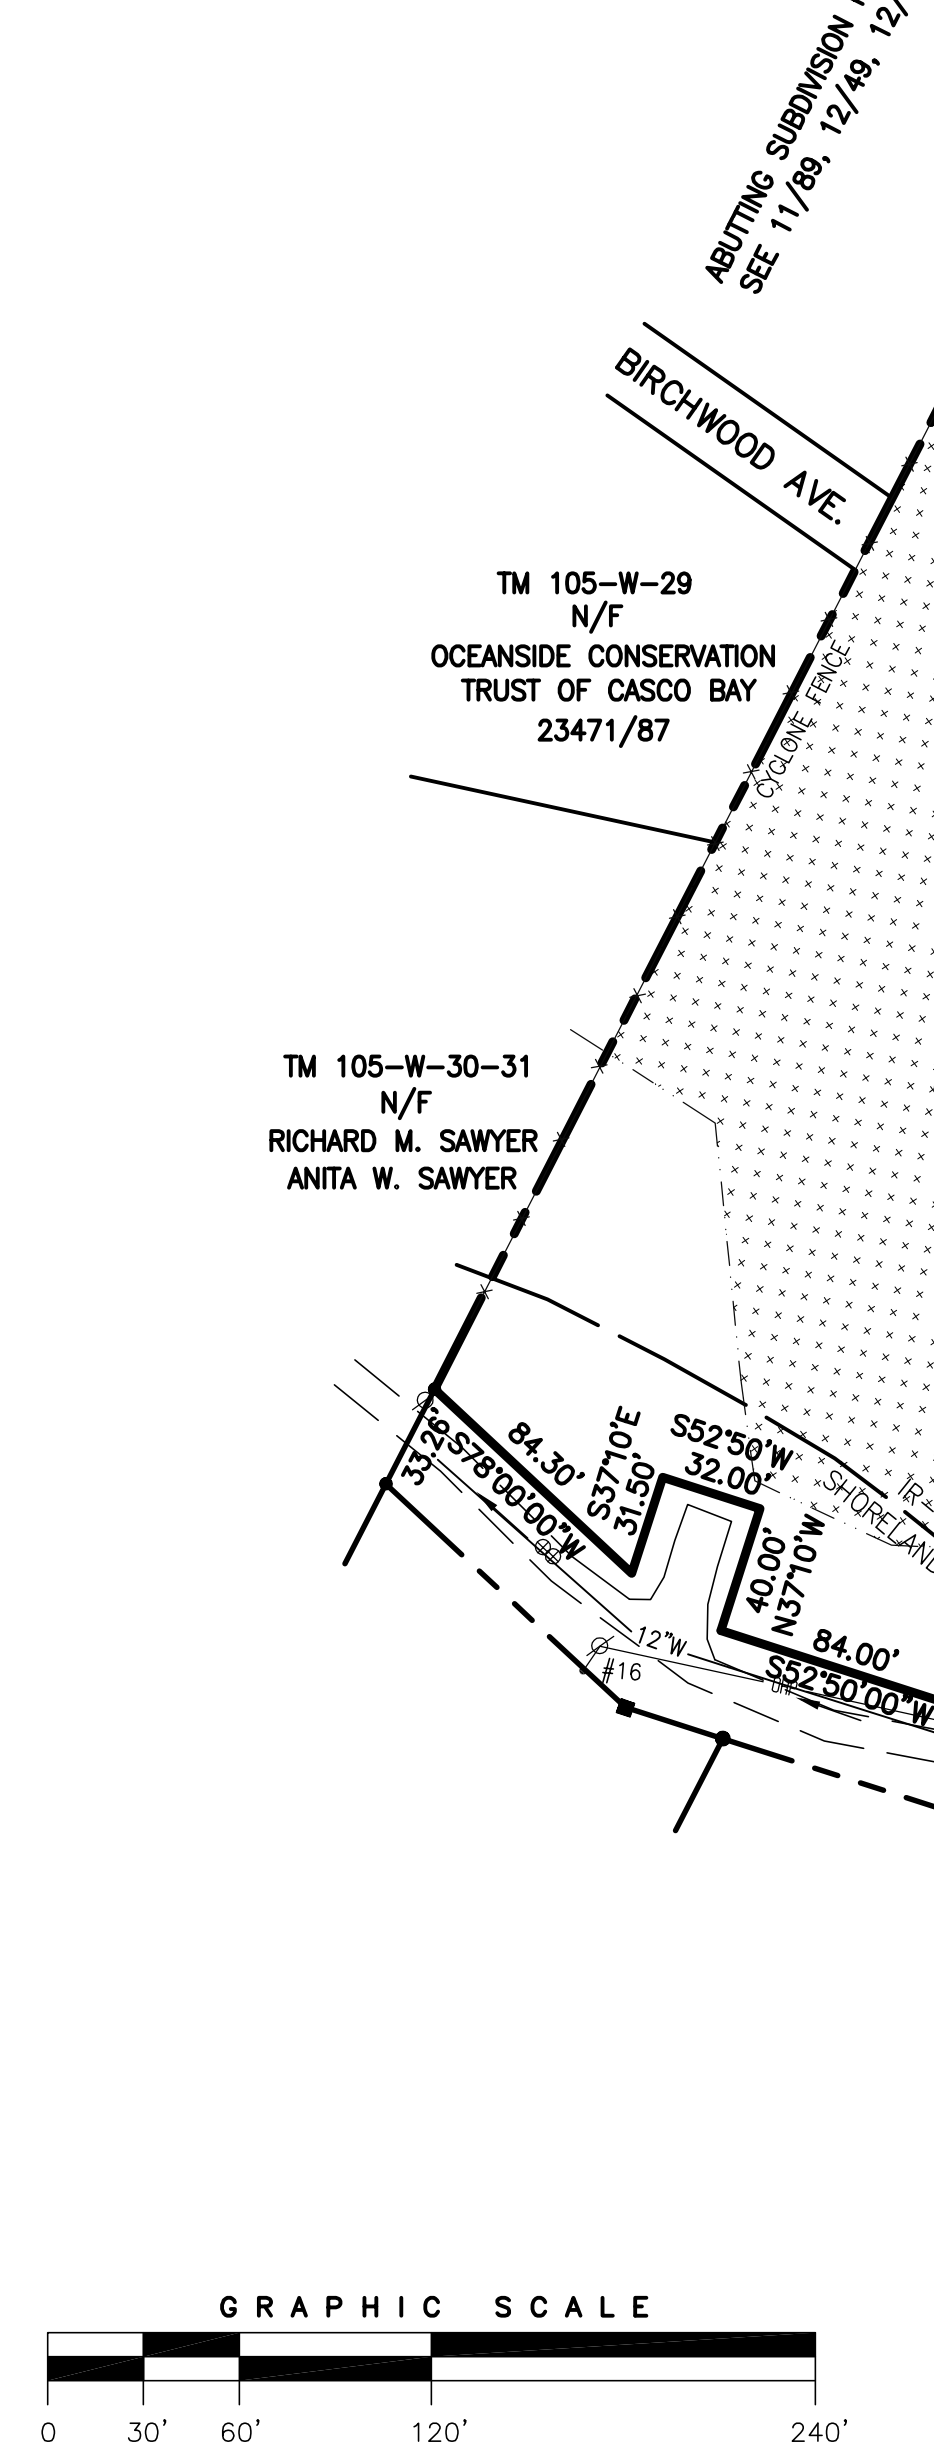 ABUTTING SUBDIVISION
SEE 11/89, 12/49, 12/
BIRCHWOOD AVE.
TM 105-W-29
N/F
OCEANSIDE CONSERVATION
TRUST OF CASCO BAY
23471/87
CYCLONE FENCE
TM 105-W-30-31
N/F
RICHARD M. SAWYER
ANITA W. SAWYER
33.26'
84.30'
S78°00'00"W
S37°10'E
31.50'
S52°50'W
32.00'
40.00'
N37°10'W
SHORELAND
IR-
84.00'
S52°50'00"W
12"W
#16
OHP
GRAPHIC SCALE
0 30' 60' 120' 240'